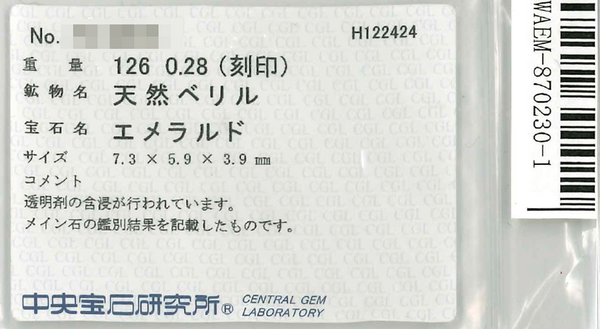 No.
H122424
重量 126 0.28 (刻印)
鉱物名 天然ベリル
宝石名 エメラルド
サイズ 7.3 × 5.9 × 3.9 mm
コメント
透明剤の含浸が行われています。
メイン石の鑑別結果を記載したものです。
中央宝石研究所® CENTRAL GEM
LABORATORY
WAEM-870230-1